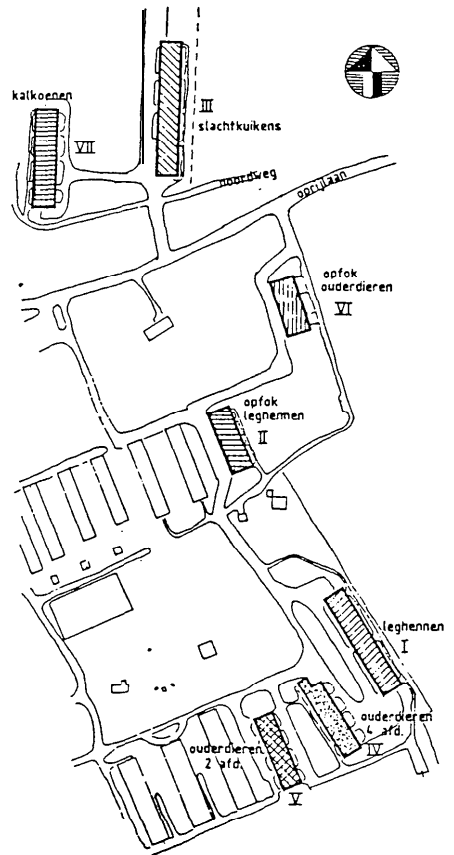 kalkoenen
VII
III
slachtkuikens
noordweg
oprijlaan
opfok
ouderdieren
VI
opfok
leghennen
II
leghennen
I
ouderdieren
4 afd.
IV
ouderdieren
2 afd.
V